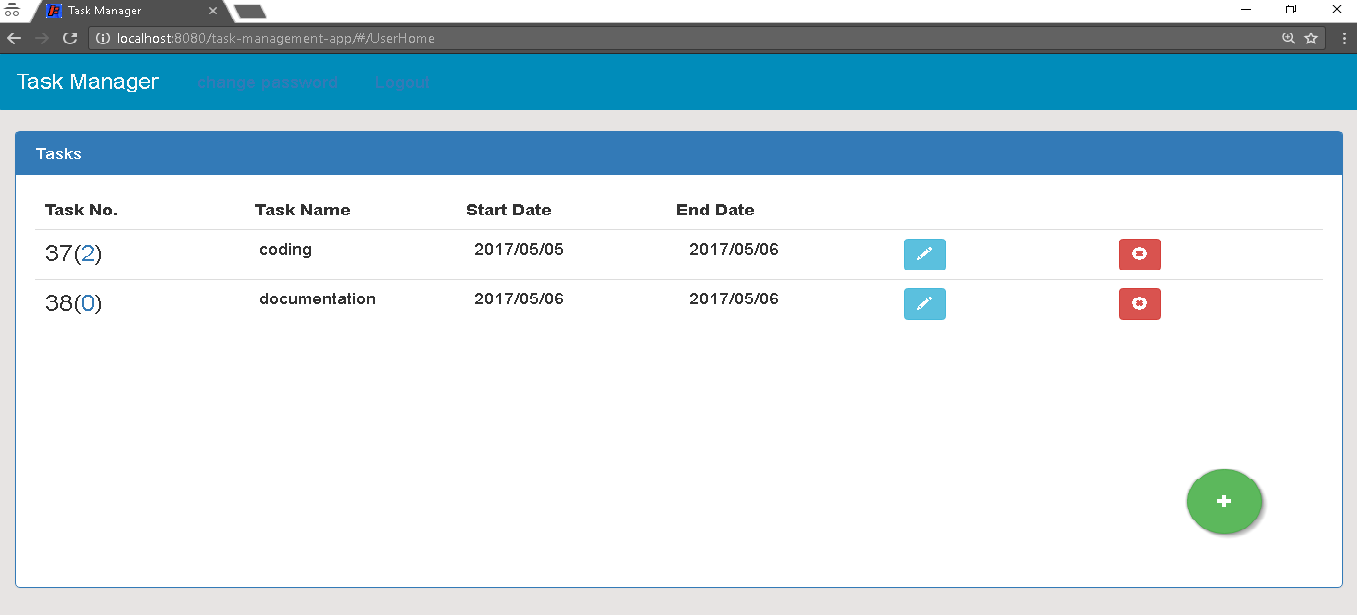 Task Manager
localhost:8080/task-management-app/#/UserHome
Task Manager change password Logout
Tasks
Task No. Task Name Start Date End Date
37(2) coding 2017/05/05 2017/05/06
38(0) documentation 2017/05/06 2017/05/06